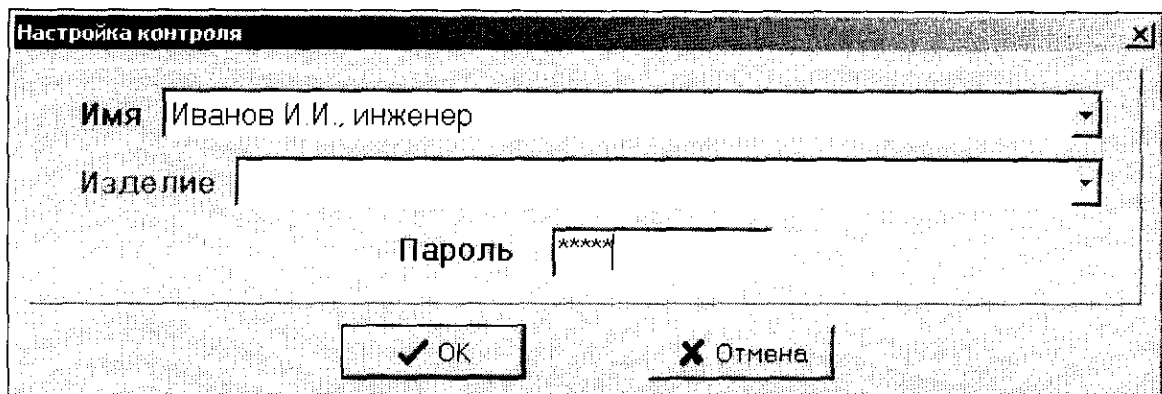 Настройка контроля
Имя Иванов И.И., инженер
Изделие
Пароль *****
OK Отмена